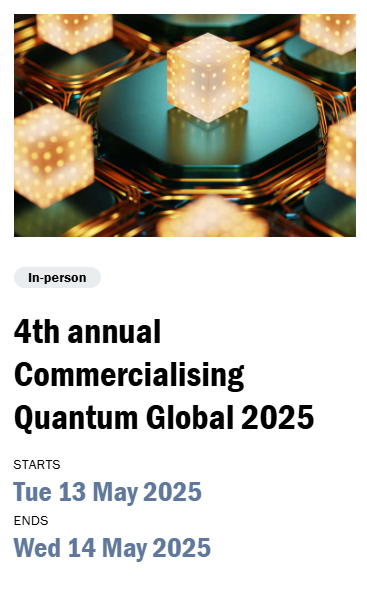 In-person
4th annual
Commercialising
Quantum Global 2025
STARTS
Tue 13 May 2025
ENDS
Wed 14 May 2025